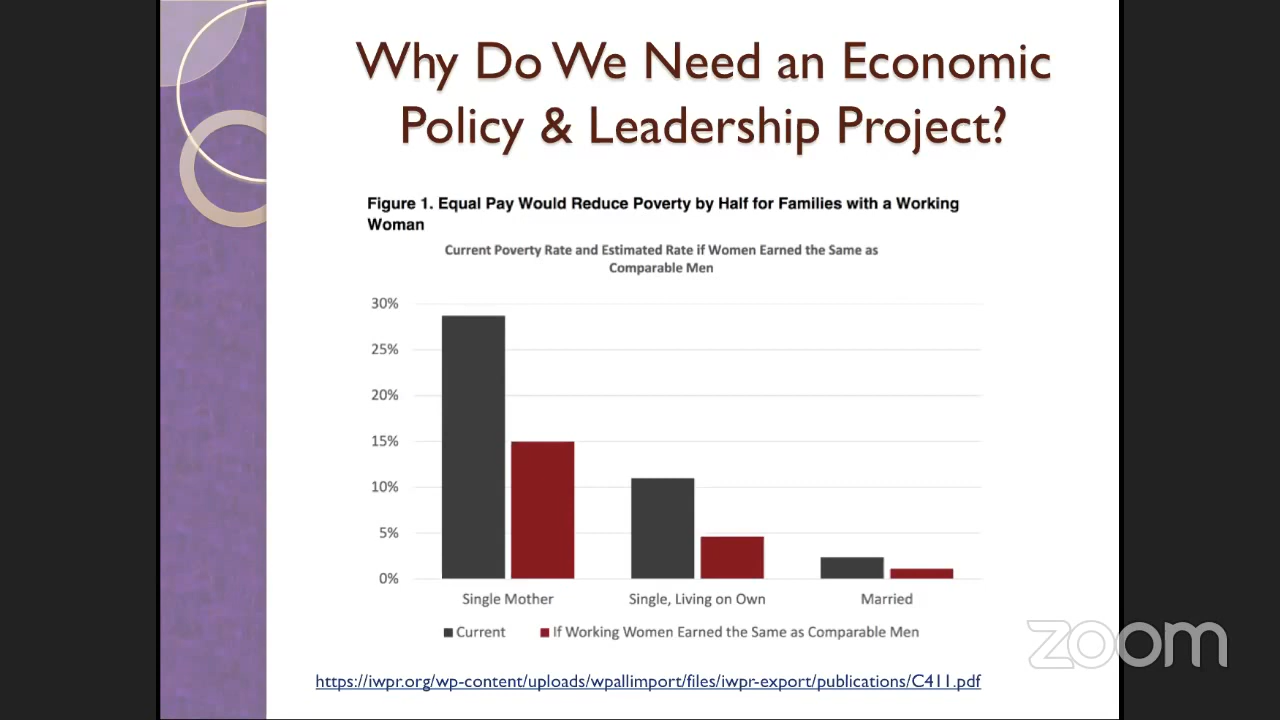 Why Do We Need an Economic
Policy & Leadership Project?
Figure 1. Equal Pay Would Reduce Poverty by Half for Families with a Working
Woman
Current Poverty Rate and Estimated Rate if Women Earned the Same as
Comparable Men
30%
25%
20%
15%
10%
5%
0%
Single Mother
Single, Living on Own
Married
Current
If Working Women Earned the Same as Comparable Men
https://iwpr.org/wp-content/uploads/wpallimport/files/iwpr-export/publications/C411.pdf
zoom